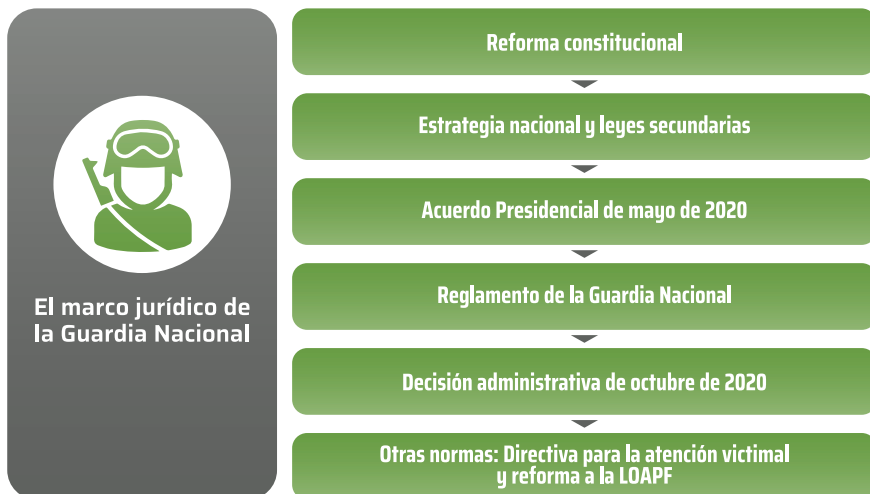 El marco jurídico de
la Guardia Nacional
Reforma constitucional
Estrategia nacional y leyes secundarias
Acuerdo Presidencial de mayo de 2020
Reglamento de la Guardia Nacional
Decisión administrativa de octubre de 2020
Otras normas: Directiva para la atención victimal
y reforma a la LOAPF